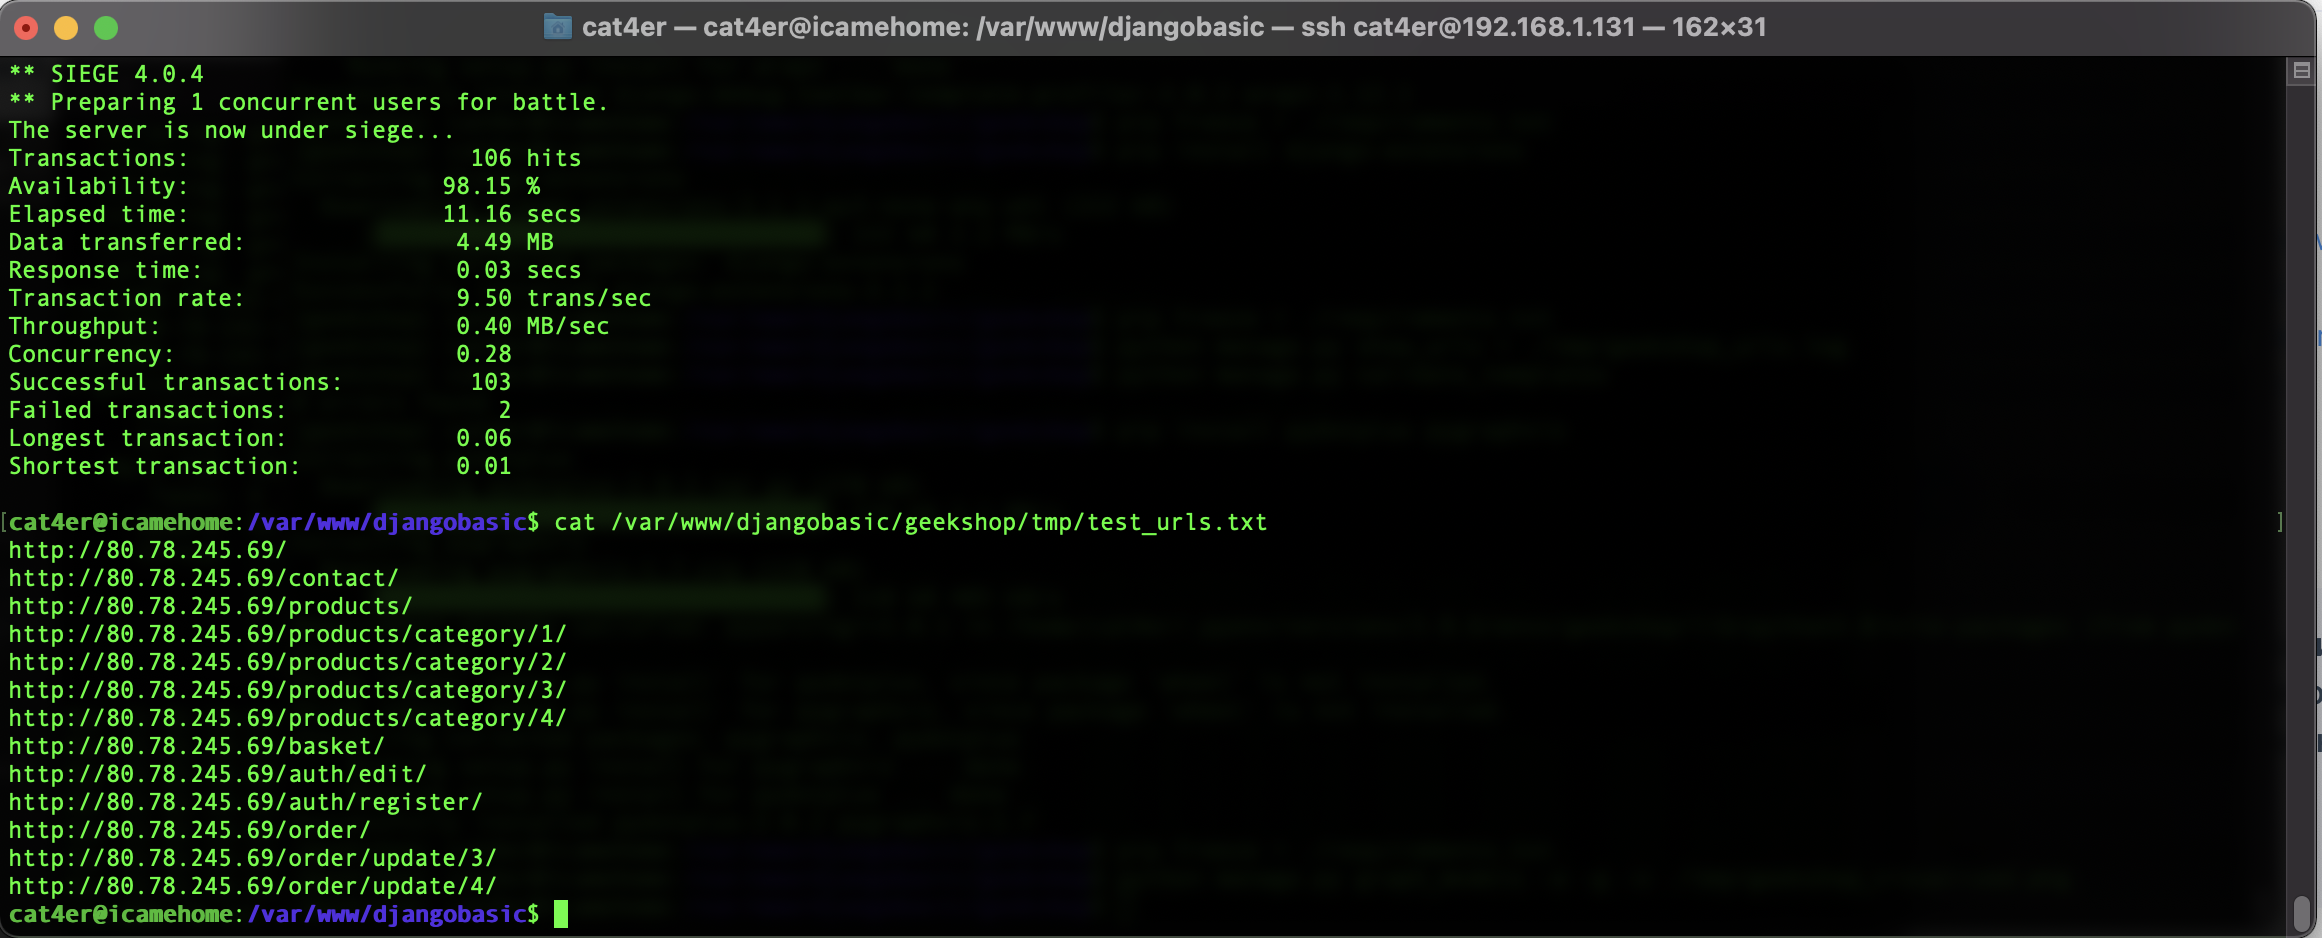 cat4er — cat4er@icamehome: /var/www/djangobasic — ssh cat4er@192.168.1.131 — 162×31
** SIEGE 4.0.4
** Preparing 1 concurrent users for battle.
The server is now under siege...
Transactions: 106 hits
Availability: 98.15 %
Elapsed time: 11.16 secs
Data transferred: 4.49 MB
Response time: 0.03 secs
Transaction rate: 9.50 trans/sec
Throughput: 0.40 MB/sec
Concurrency: 0.28
Successful transactions: 103
Failed transactions: 2
Longest transaction: 0.06
Shortest transaction: 0.01
[cat4er@icamehome:/var/www/djangobasic$ cat /var/www/djangobasic/geekshop/tmp/test_urls.txt ]
http://80.78.245.69/
http://80.78.245.69/contact/
http://80.78.245.69/products/
http://80.78.245.69/products/category/1/
http://80.78.245.69/products/category/2/
http://80.78.245.69/products/category/3/
http://80.78.245.69/products/category/4/
http://80.78.245.69/basket/
http://80.78.245.69/auth/edit/
http://80.78.245.69/auth/register/
http://80.78.245.69/order/
http://80.78.245.69/order/update/3/
http://80.78.245.69/order/update/4/
cat4er@icamehome:/var/www/djangobasic$